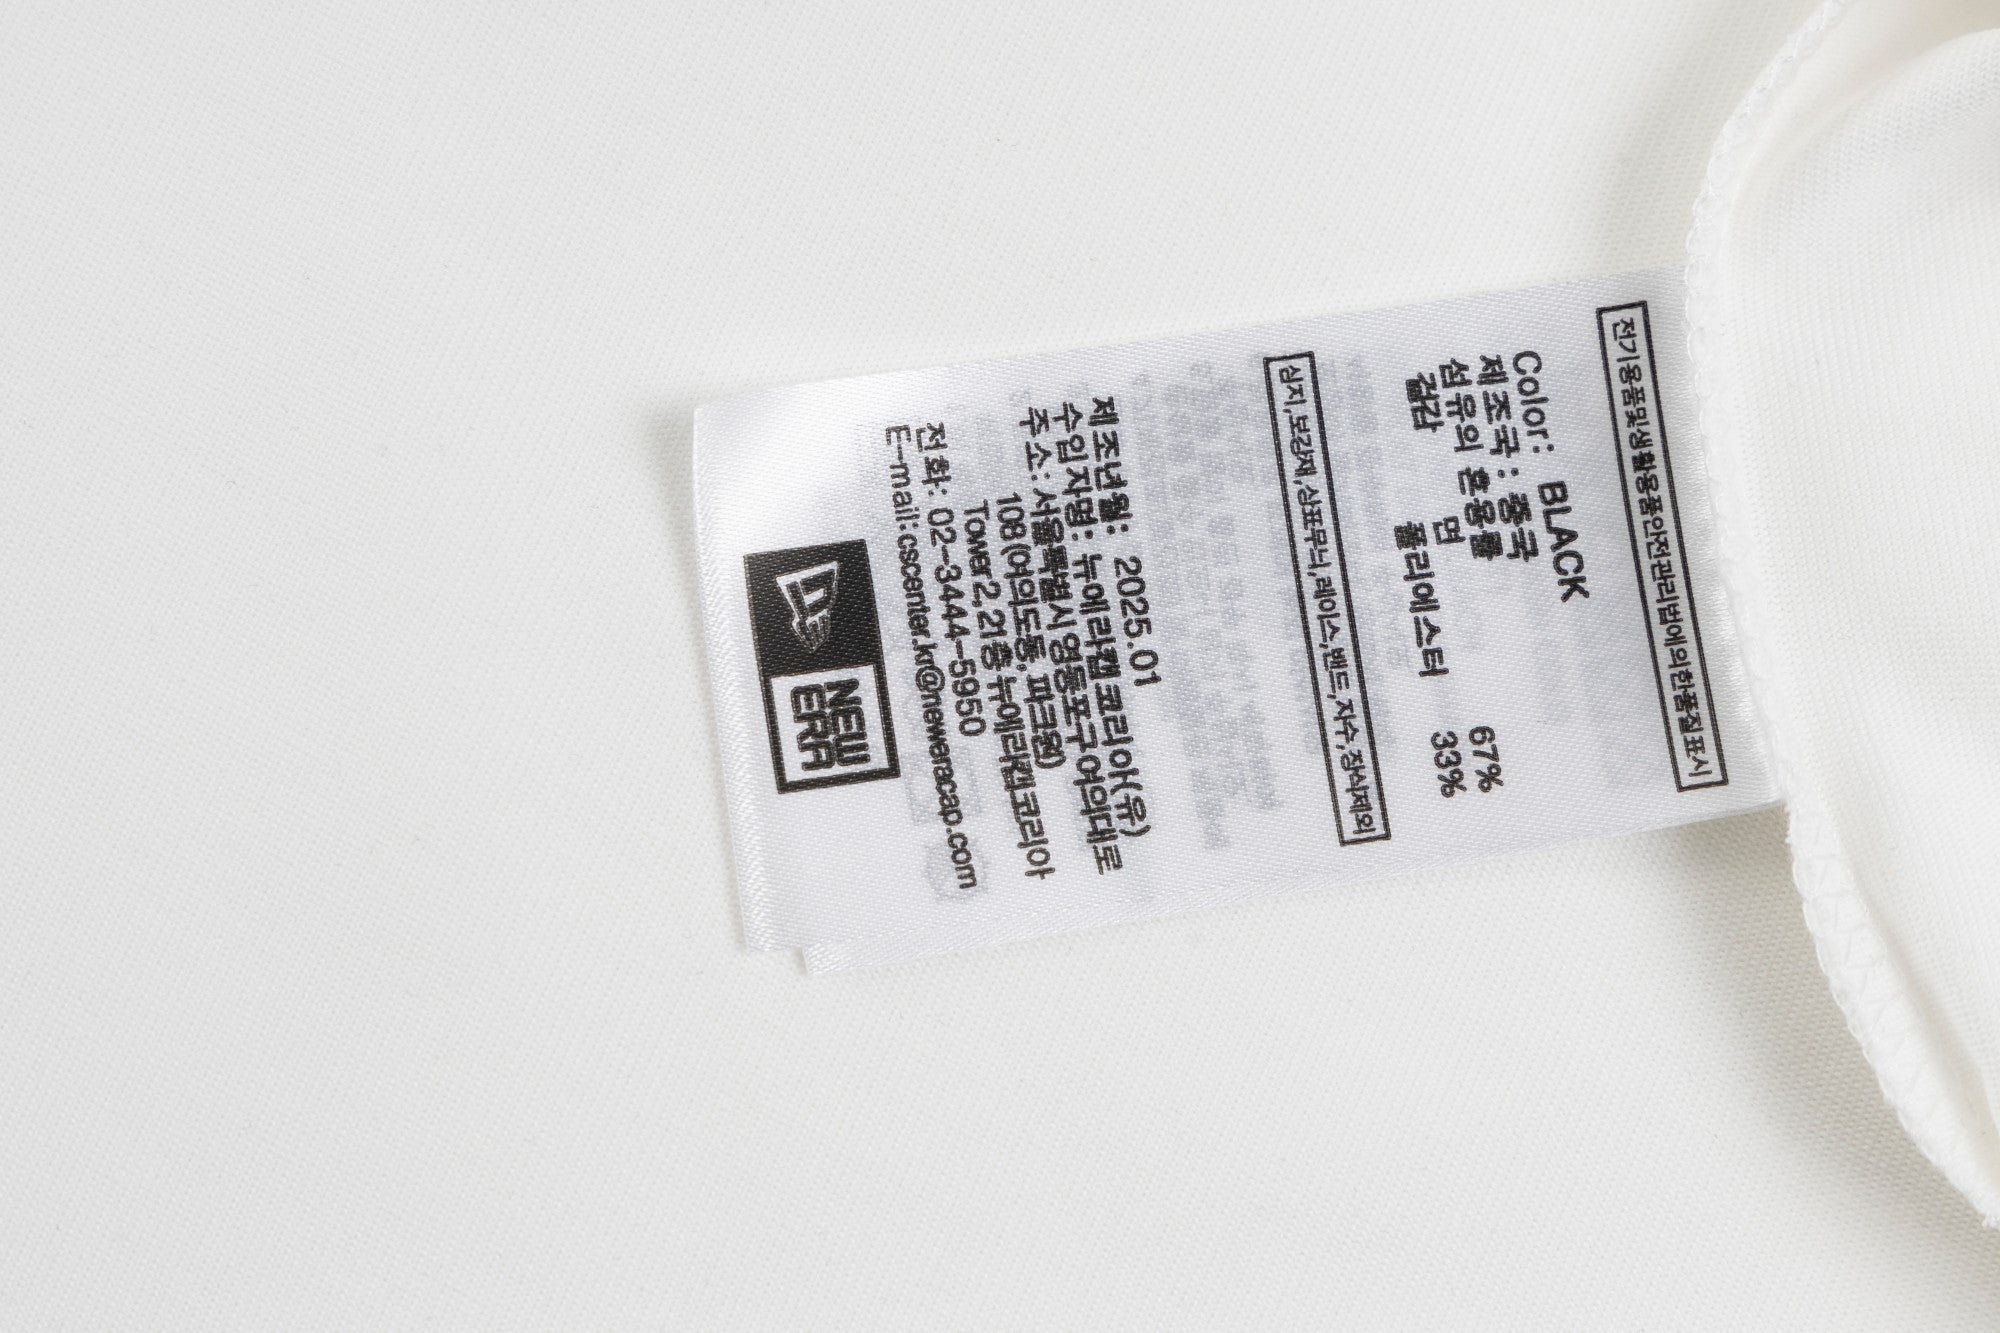 전기용품및생활용품안전관리법에의한품질표시
Color: BLACK
제조국: 중국
섬유의 혼용율
겉감 면 67%
폴리에스터 33%
심지,보강재,심표무늬,레이스,밴드,자수,장식제외
제조년월: 2025.01
수입자명: 뉴에라캡코리아(유)
주소:서울특별시 영등포구 여의대로
108 (여의도동, 파크원)
Tower2, 21층 뉴에라캡코리아
전화: 02-3444-5950
E-mail:cscenter.kr@neweracap.com
NEW
ERA